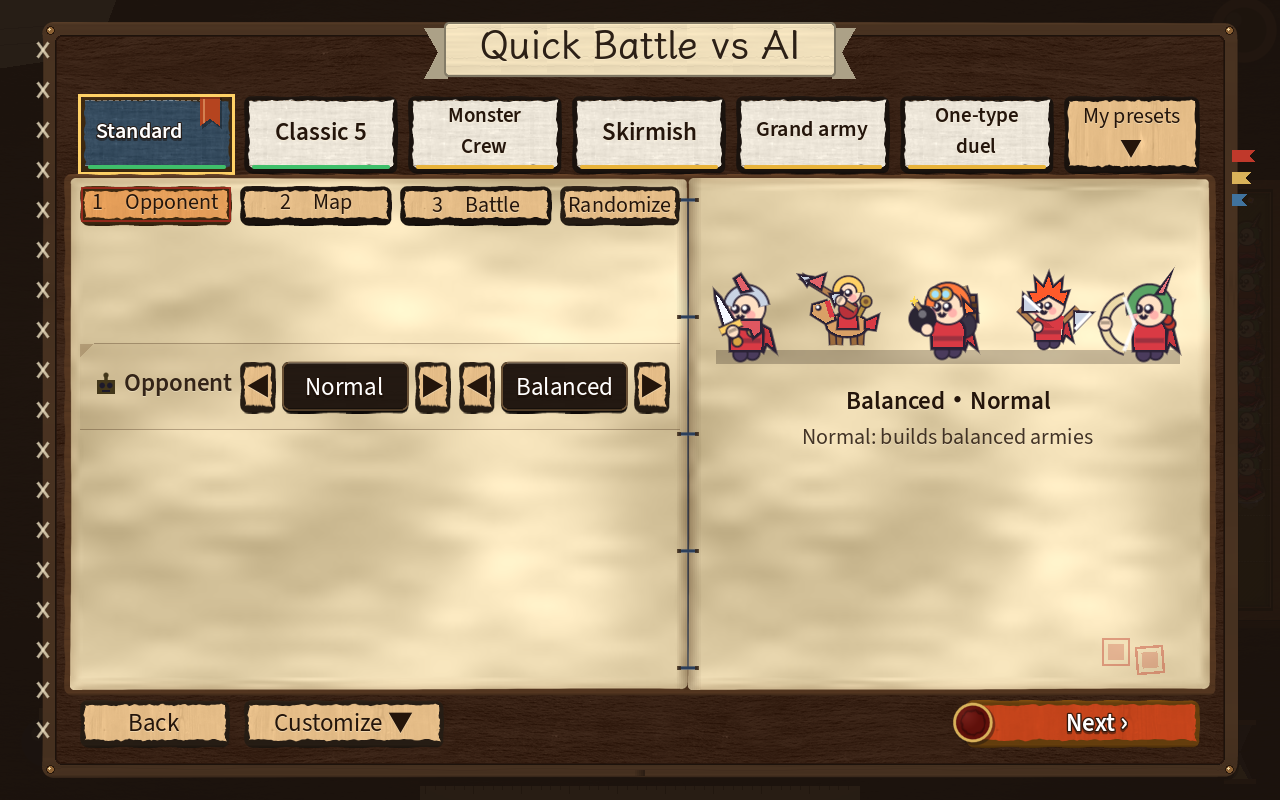 Quick Battle vs AI
Standard
Classic 5
Monster
Crew
Skirmish
Grand army
One-type
duel
My presets
1 Opponent
2 Map
3 Battle
Randomize
Opponent
Normal
Balanced
Balanced • Normal
Normal: builds balanced armies
Back
Customize
Next ›